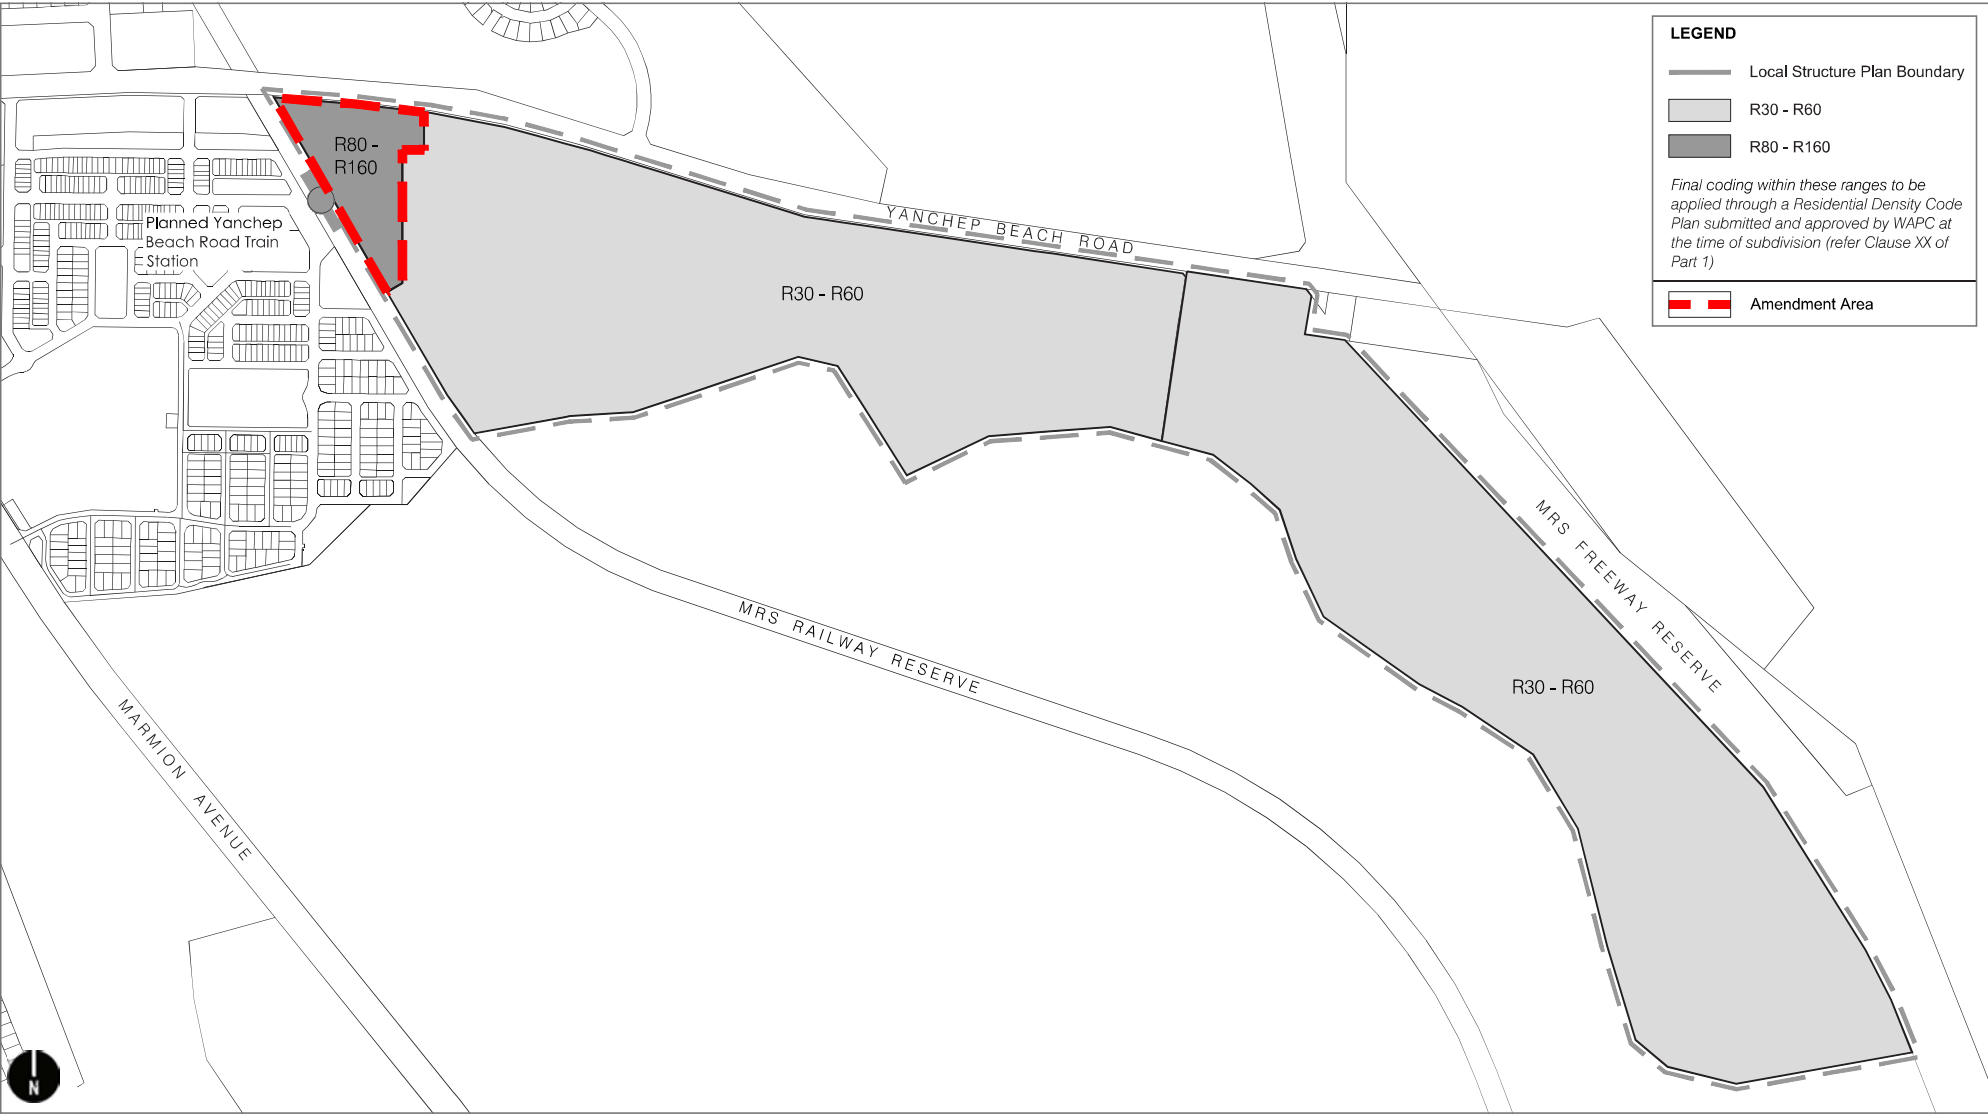 LEGEND
Local Structure Plan Boundary
R30 - R60
R80 - R160
Final coding within these ranges to be
applied through a Residential Density Code
Plan submitted and approved by WAPC at
the time of subdivision (refer Clause XX of
Part 1)
Amendment Area
R80 -
R160
Planned Yanchep
Beach Road Train
Station
YANCHEP BEACH ROAD
R30 - R60
MRS FREEWAY RESERVE
MRS RAILWAY RESERVE
R30 - R60
MARMION AVENUE
N